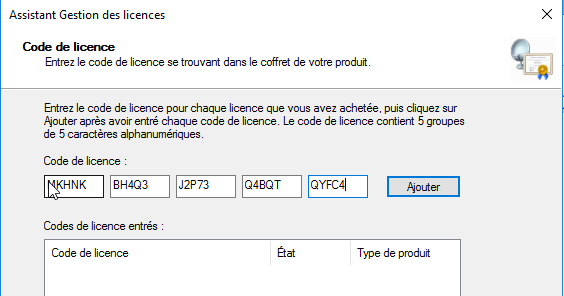 Assistant Gestion des licences
Code de licence
Entrez le code de licence se trouvant dans le coffret de votre produit.
Entrez le code de licence pour chaque licence que vous avez achetée, puis cliquez sur
Ajouter après avoir entré chaque code de licence. Le code de licence contient 5 groupes
de 5 caractères alphanumériques.
Code de licence :
BH4Q3 J2P73 Q4BQT QYFC4 Ajouter
Codes de licence entrés :
Code de licence État Type de produit